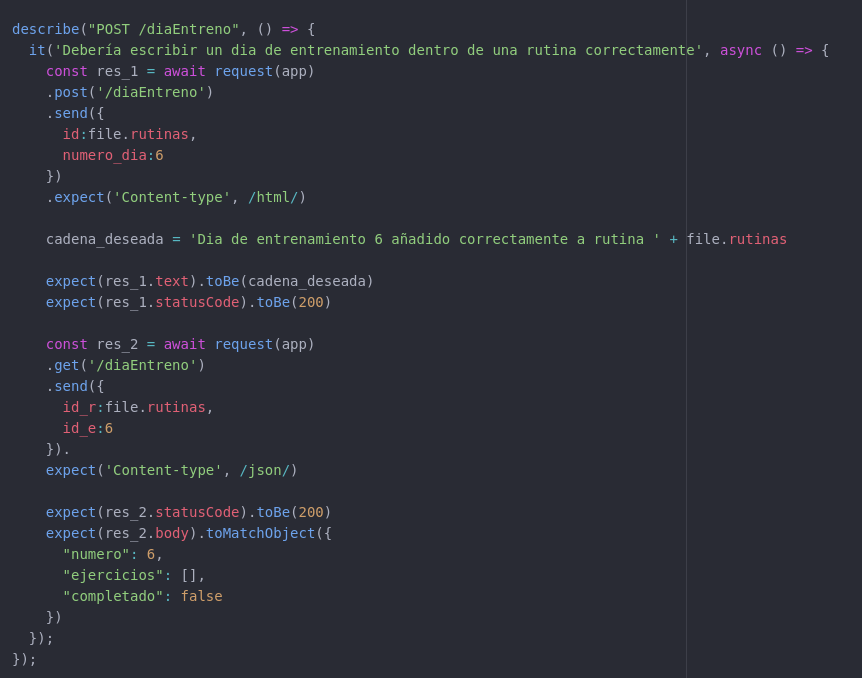 describe("POST /diaEntreno", () => {
  it('Debería escribir un dia de entrenamiento dentro de una rutina correctamente', async () => {
    const res_1 = await request(app)
    .post('/diaEntreno')
    .send({
      id:file.rutinas,
      numero_dia:6
    })
    .expect('Content-type', /html/)

    cadena_deseada = 'Dia de entrenamiento 6 añadido correctamente a rutina ' + file.rutinas

    expect(res_1.text).toBe(cadena_deseada)
    expect(res_1.statusCode).toBe(200)

    const res_2 = await request(app)
    .get('/diaEntreno')
    .send({
      id_r:file.rutinas,
      id_e:6
    }).
    expect('Content-type', /json/)

    expect(res_2.statusCode).toBe(200)
    expect(res_2.body).toMatchObject({
      "numero": 6,
      "ejercicios": [],
      "completado": false
    })
  });
});